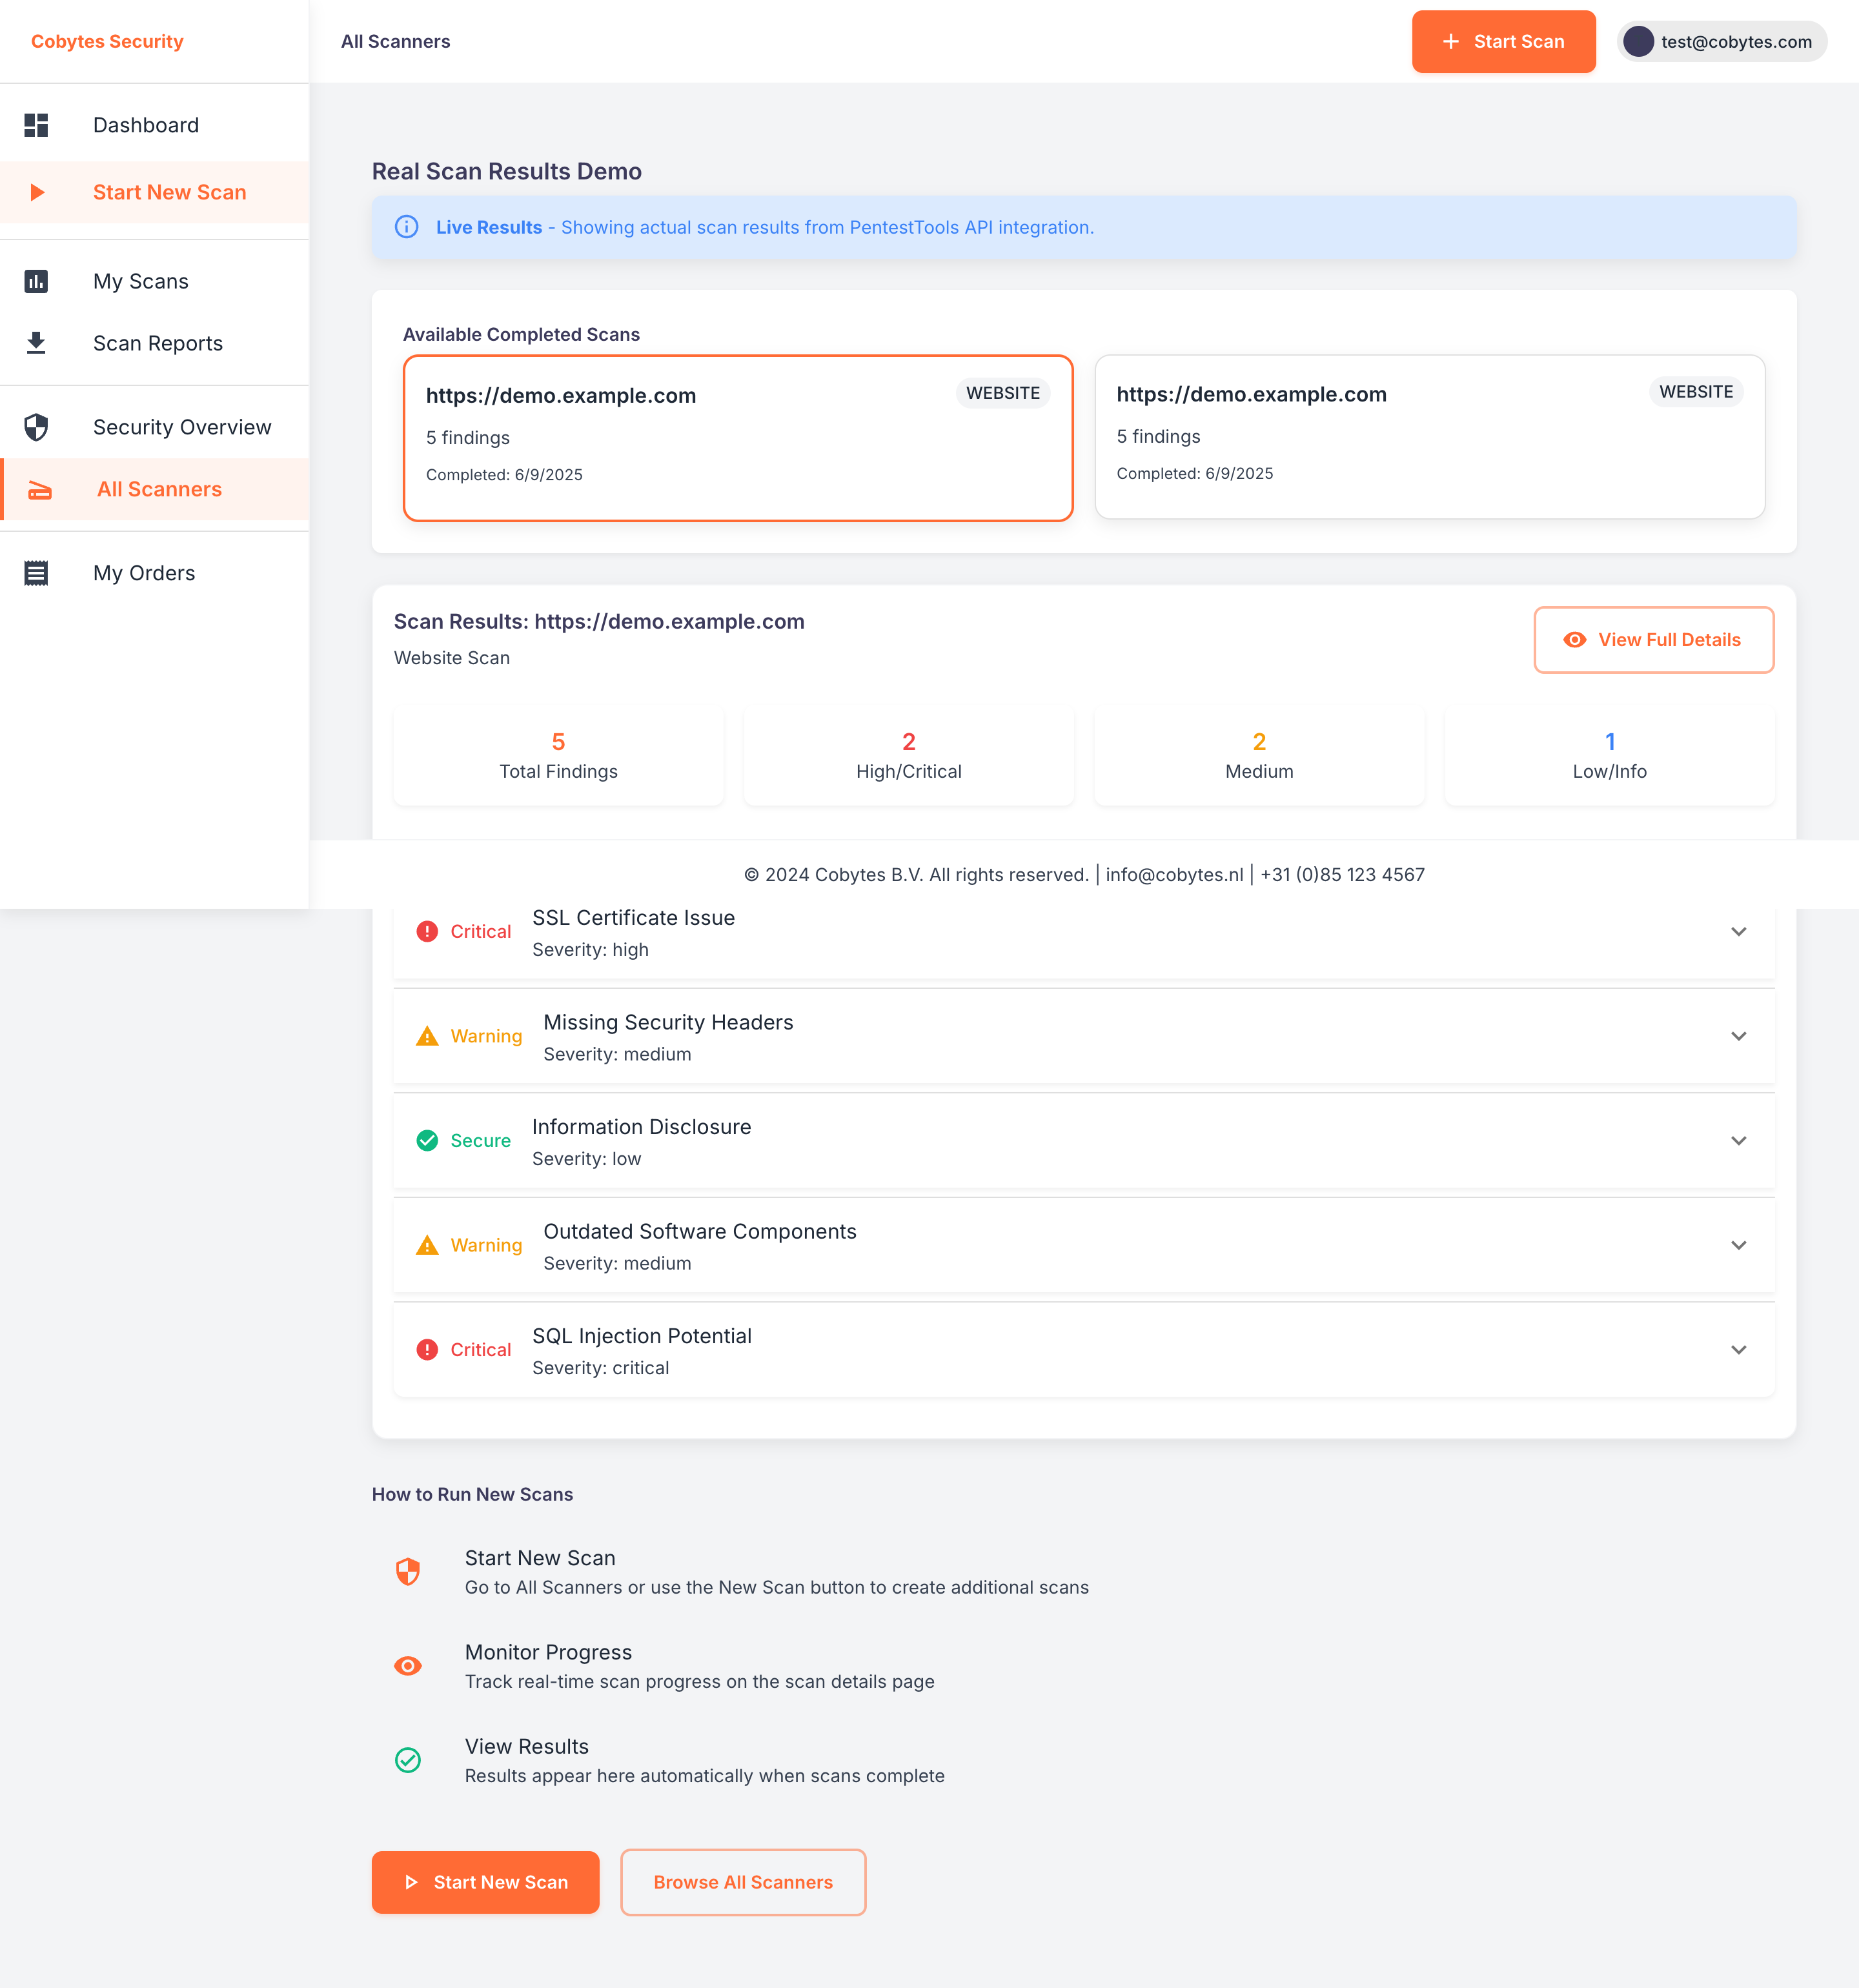 Cobytes Security
All Scanners
Start Scan
test@cobytes.com
Dashboard
Start New Scan
My Scans
Scan Reports
Security Overview
All Scanners
My Orders
Real Scan Results Demo
Live Results - Showing actual scan results from PentestTools API integration.
Available Completed Scans
https://demo.example.com
WEBSITE
5 findings
Completed: 6/9/2025
https://demo.example.com
WEBSITE
5 findings
Completed: 6/9/2025
Scan Results: https://demo.example.com
Website Scan
View Full Details
5
Total Findings
2
High/Critical
2
Medium
1
Low/Info
© 2024 Cobytes B.V. All rights reserved. | info@cobytes.nl | +31 (0)85 123 4567
Critical
SSL Certificate Issue
Severity: high
Warning
Missing Security Headers
Severity: medium
Secure
Information Disclosure
Severity: low
Warning
Outdated Software Components
Severity: medium
Critical
SQL Injection Potential
Severity: critical
How to Run New Scans
Start New Scan
Go to All Scanners or use the New Scan button to create additional scans
Monitor Progress
Track real-time scan progress on the scan details page
View Results
Results appear here automatically when scans complete
Start New Scan
Browse All Scanners